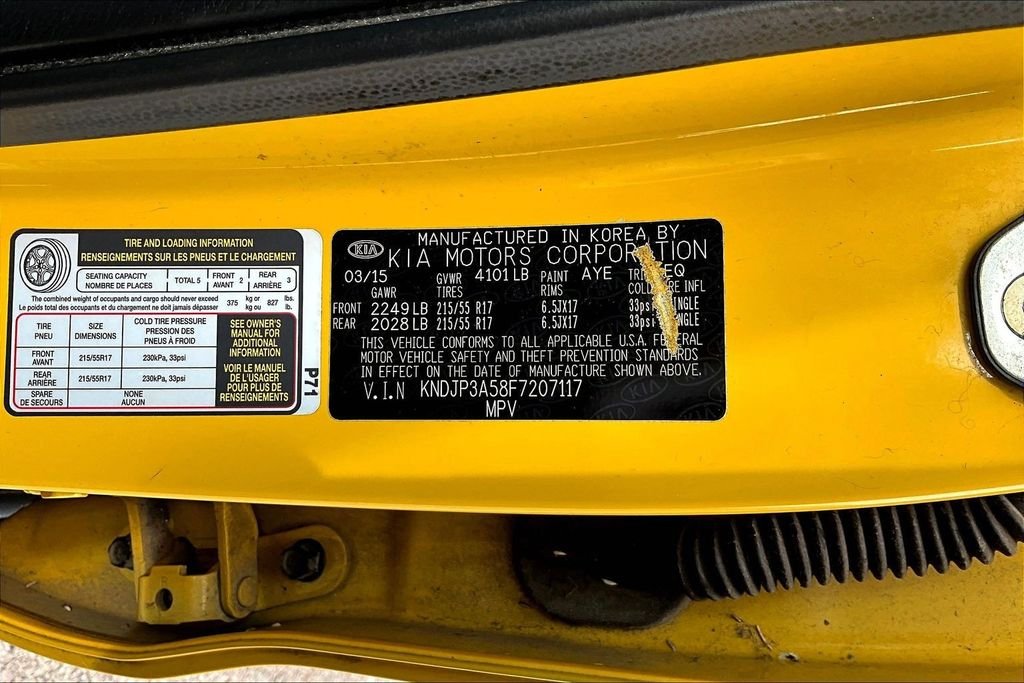 TIRE AND LOADING INFORMATION
RENSEIGNEMENTS SUR LES PNEUS ET LE CHARGEMENT
SEATING CAPACITY
NOMBRE DE PLACES
TOTAL 5
FRONT
AVANT 2
REAR
ARRIÈRE 3
The combined weight of occupants and cargo should never exceed 375 kg or 827 lbs.
Le poids total des occupants et du chargement ne doit jamais dépasser 375 kg ou 827 lb.
TIRE
PNEU
SIZE
DIMENSIONS
COLD TIRE PRESSURE
PRESSION DES
PNEUS À FROID
FRONT
AVANT
215/55R17
230kPa, 33psi
REAR
ARRIÈRE
215/55R17
230kPa, 33psi
SPARE
DE SECOURS
NONE
AUCUN
SEE OWNER'S
MANUAL FOR
ADDITIONAL
INFORMATION
VOIR LE MANUEL
DE L'USAGER
POUR PLUS DE
RENSEIGNEMENTS
P71
KIA
MANUFACTURED IN KOREA BY
KIA MOTORS CORPORATION
03/15 GVWR 4101 LB PAINT AYE EQ
GAWR TIRES RIMS COLD INFL
FRONT 2249 LB 215/55 R17 6.5JX17 33psi
REAR 2028 LB 215/55 R17 6.5JX17 33psi
THIS VEHICLE CONFORMS TO ALL APPLICABLE U.S.A. FEDERAL
MOTOR VEHICLE SAFETY AND THEFT PREVENTION STANDARDS
IN EFFECT ON THE DATE OF MANUFACTURE SHOWN ABOVE.
V.I.N KNDJP3A58F7207117
MPV